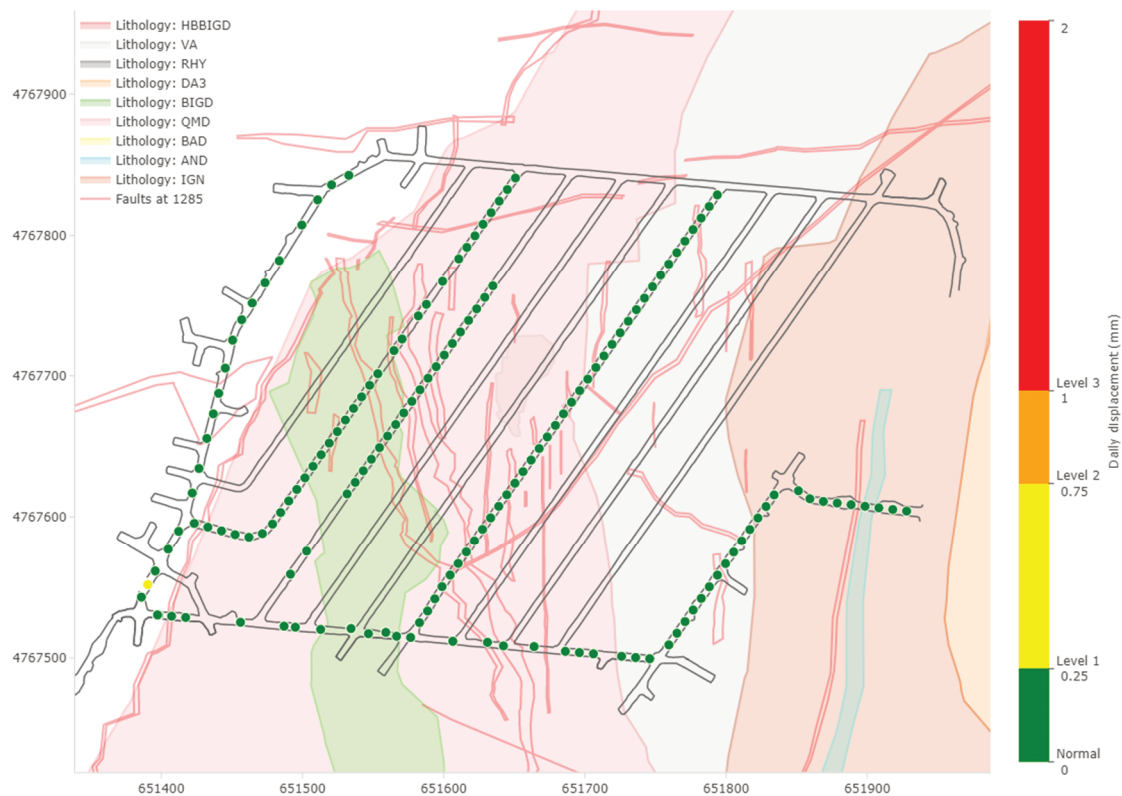 Lithology: HBBIGD
Lithology: VA
Lithology: RHY
Lithology: DA3
Lithology: BIGD
Lithology: QMD
Lithology: BAD
Lithology: AND
Lithology: IGN
Faults at 1285
4767900
4767800
4767700
4767600
4767500
651400
651500
651600
651700
651800
651900
2
Level 3
1
Level 2
0.75
Level 1
0.25
Normal
0
Daily displacement (mm)